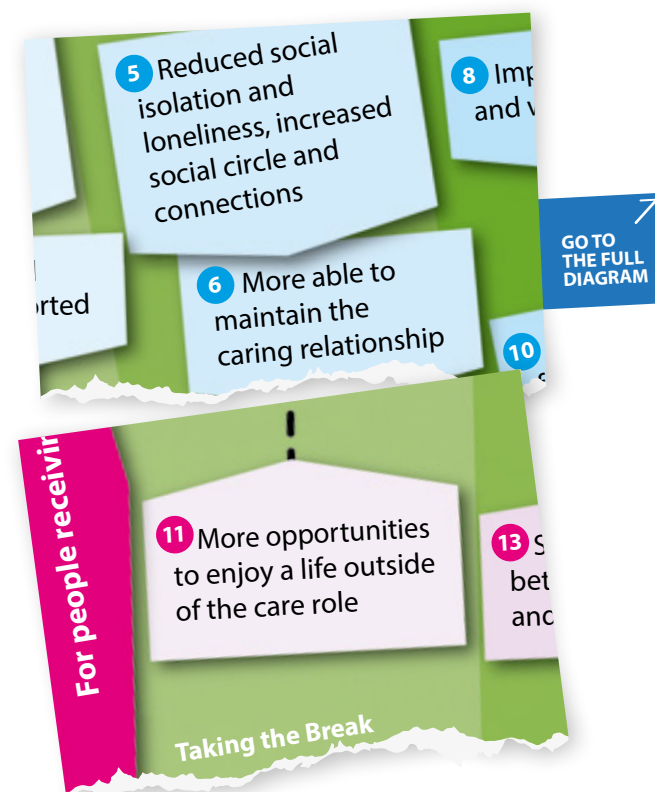 5 Reduced social
isolation and
loneliness, increased
social circle and
connections
8 Imp
and v
rted
6 More able to
maintain the
caring relationship
10
GO TO
THE FULL
DIAGRAM
For people receivin
11 More opportunities
to enjoy a life outside
of the care role
13 S
bet
and
Taking the Break